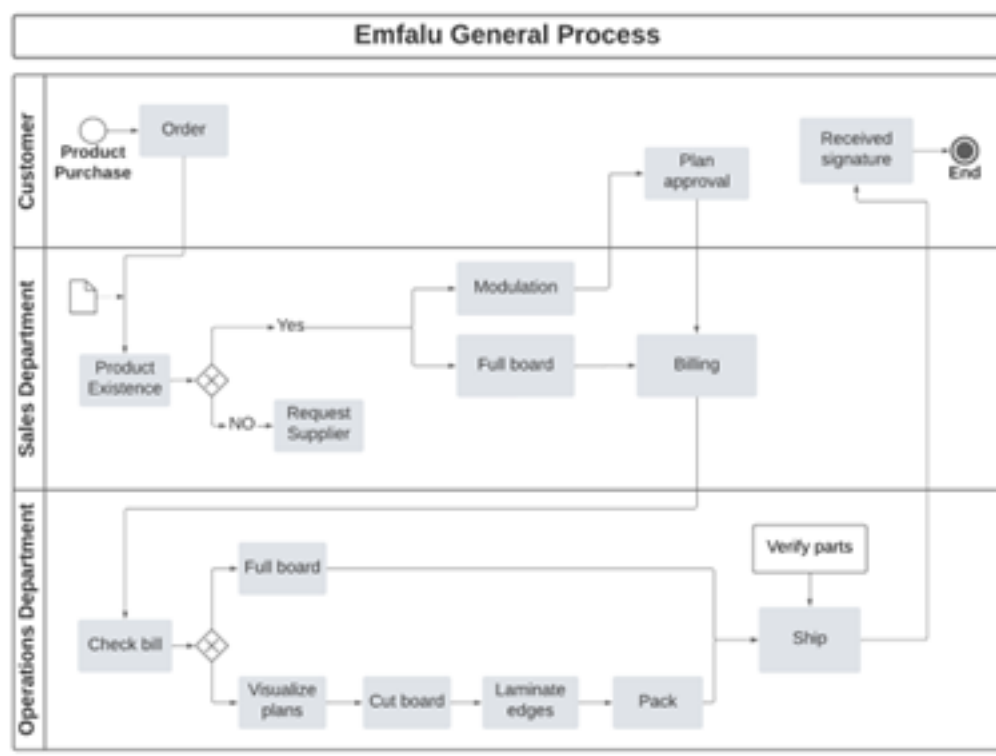 Emfalu General Process
Customer
Product
Purchase
Order
Plan
approval
Received
signature
End
Sales Department
Product
Existence
Yes
NO
Request
Supplier
Modulation
Full board
Billing
Operations Department
Check bill
Full board
Visualize
plans
Cut board
Laminate
edges
Pack
Verify parts
Ship